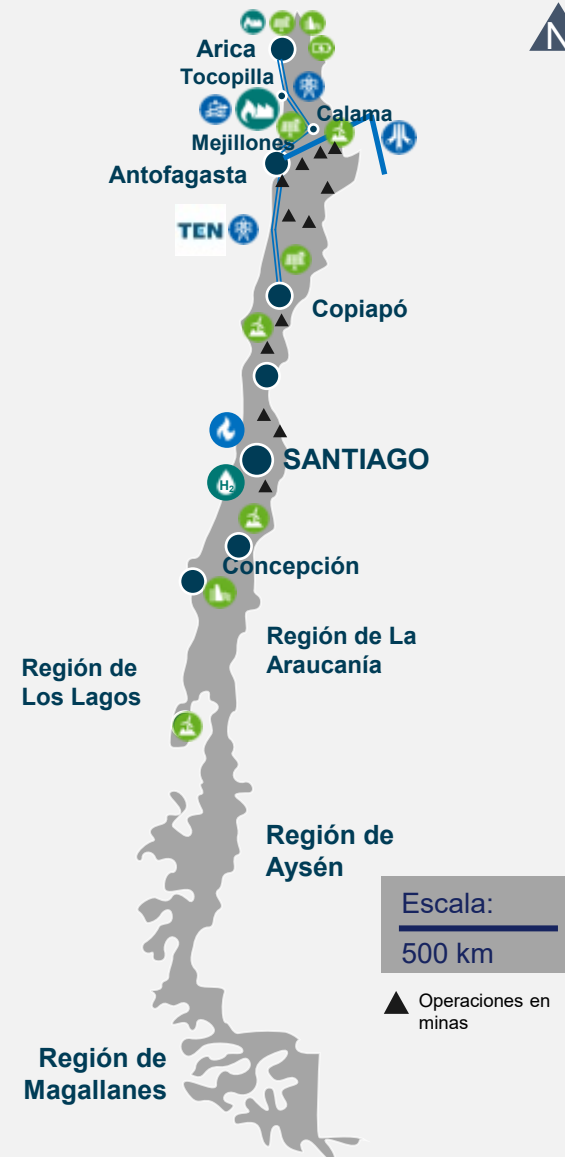 N
Arica
Tocopilla
Calama
Mejillones
Antofagasta
TEN
Copiapó
SANTIAGO
H₂
Concepción
Región de La
Araucanía
Región de
Los Lagos
Región de
Aysén
Escala:
500 km
Operaciones en
minas
Región de
Magallanes